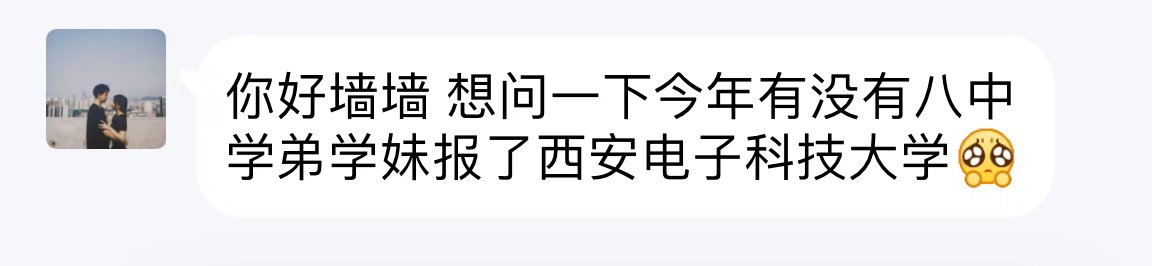 你好墙墙 想问一下今年有没有八中
学弟学妹报了西安电子科技大学🥺